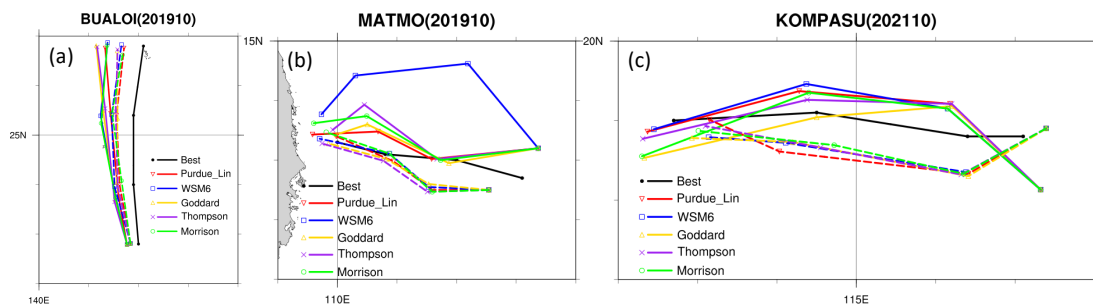 BUALOI(201910)
MATMO(201910)
KOMPASU(202110)
(a)
25N
140E
Best
Purdue_Lin
WSM6
Goddard
Thompson
Morrison
(b)
15N
110E
Best
Purdue_Lin
WSM6
Goddard
Thompson
Morrison
(c)
20N
115E
Best
Purdue_Lin
WSM6
Goddard
Thompson
Morrison